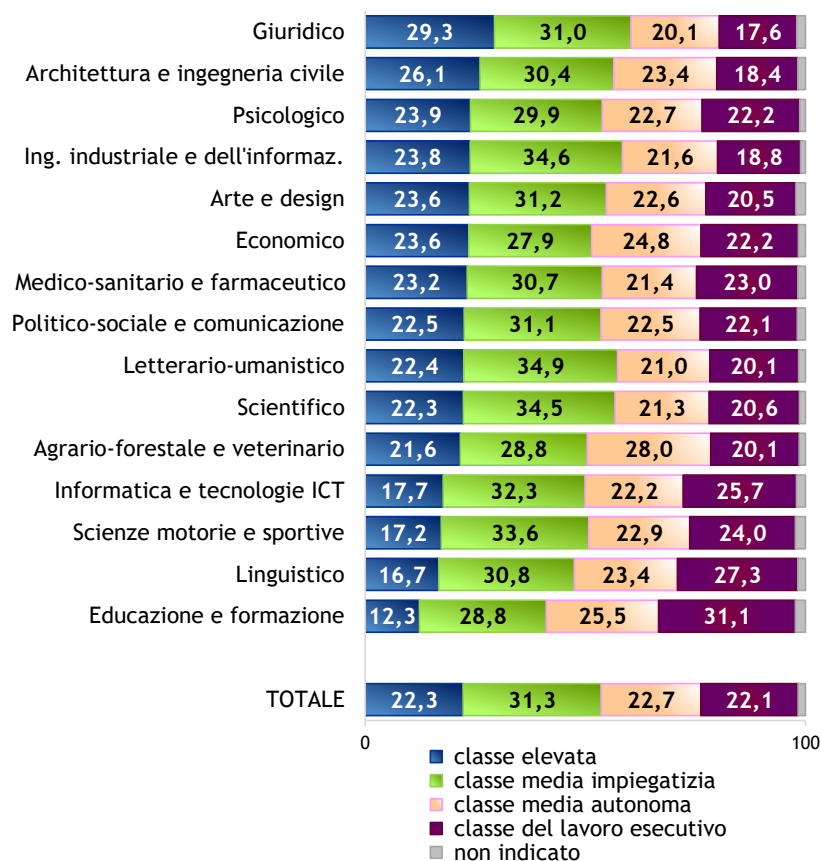 Giuridico 29,3 31,0 20,1 17,6
Architettura e ingegneria civile 26,1 30,4 23,4 18,4
Psicologico 23,9 29,9 22,7 22,2
Ing. industriale e dell'informaz. 23,8 34,6 21,6 18,8
Arte e design 23,6 31,2 22,6 20,5
Economico 23,6 27,9 24,8 22,2
Medico-sanitario e farmaceutico 23,2 30,7 21,4 23,0
Politico-sociale e comunicazione 22,5 31,1 22,5 22,1
Letterario-umanistico 22,4 34,9 21,0 20,1
Scientifico 22,3 34,5 21,3 20,6
Agrario-forestale e veterinario 21,6 28,8 28,0 20,1
Informatica e tecnologie ICT 17,7 32,3 22,2 25,7
Scienze motorie e sportive 17,2 33,6 22,9 24,0
Linguistico 16,7 30,8 23,4 27,3
Educazione e formazione 12,3 28,8 25,5 31,1
TOTALE 22,3 31,3 22,7 22,1
0 100
classe elevata
classe media impiegatizia
classe media autonoma
classe del lavoro esecutivo
non indicato